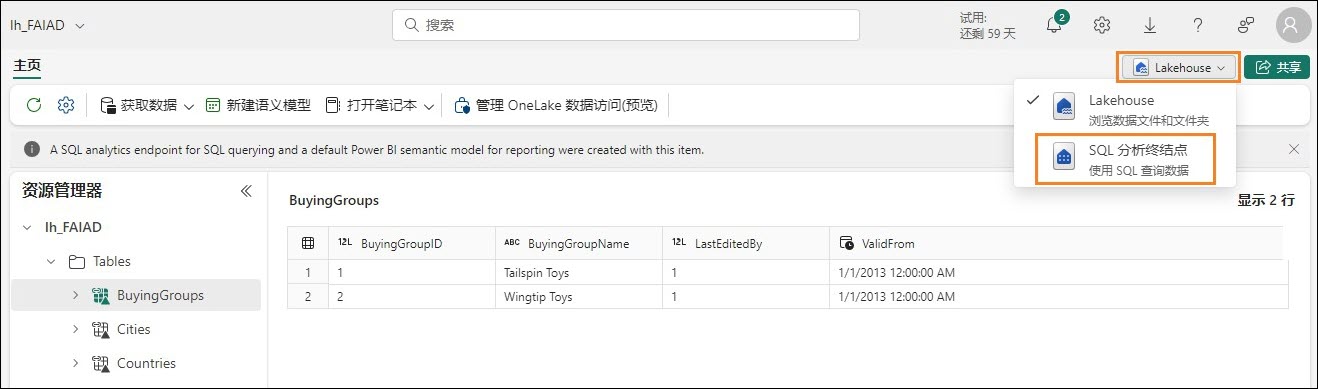 lh_FAIAD
搜索
试用:
还剩 59 天
2
主页
Lakehouse
共享
获取数据
新建语义模型
打开笔记本
管理 OneLake 数据访问(预览)
Lakehouse
浏览数据文件和文件夹
SQL 分析终结点
使用 SQL 查询数据
A SQL analytics endpoint for SQL querying and a default Power BI semantic model for reporting were created with this item.
资源管理器
lh_FAIAD
Tables
BuyingGroups
Cities
Countries
BuyingGroups
显示 2 行
12L BuyingGroupID ABC BuyingGroupName 12L LastEditedBy ValidFrom
1 1 Tailspin Toys 1 1/1/2013 12:00:00 AM
2 2 Wingtip Toys 1 1/1/2013 12:00:00 AM